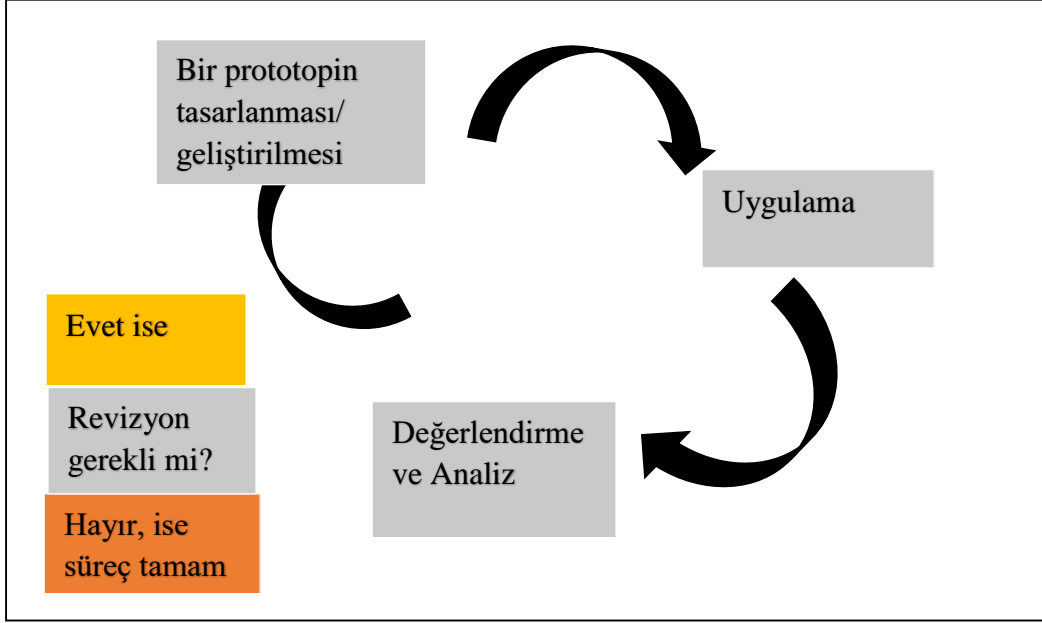 Bir prototopin
tasarlanması/
geliştirilmesi
Uygulama
Değerlendirme
ve Analiz
Evet ise
Revizyon
gerekli mi?
Hayır, ise
süreç tamam